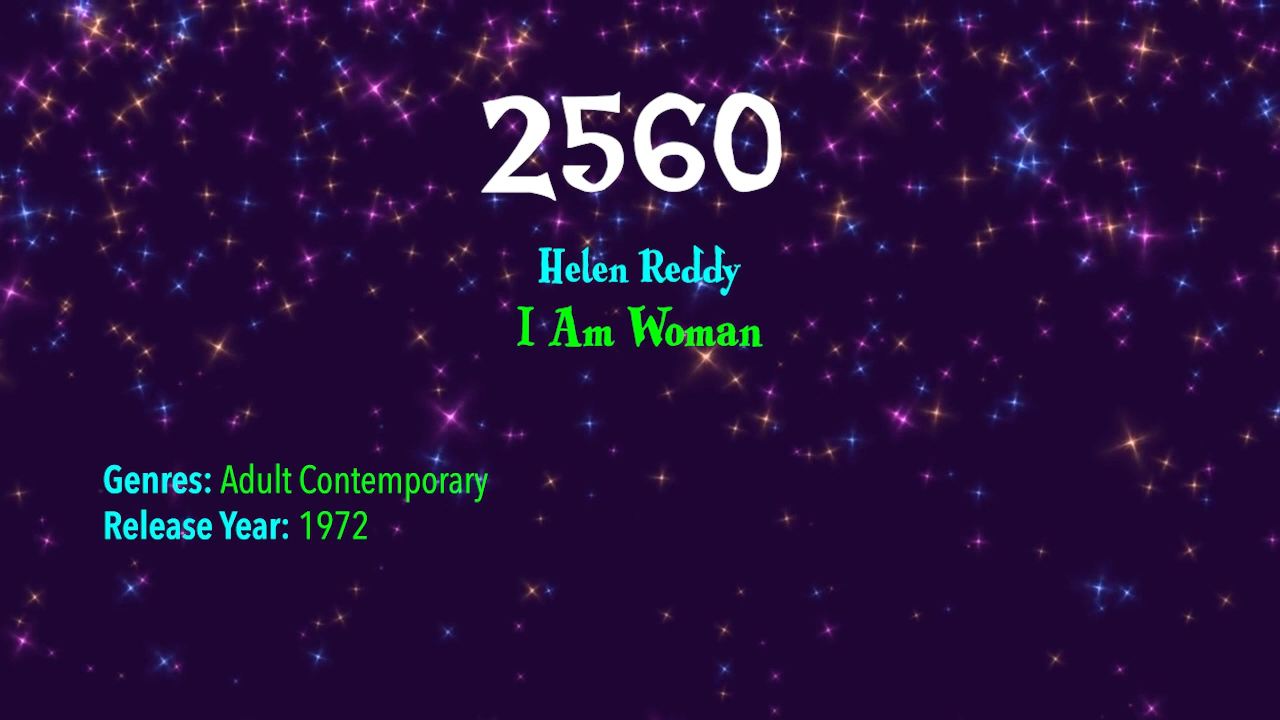 2560
Helen Reddy
I Am Woman
Genres: Adult Contemporary
Release Year: 1972